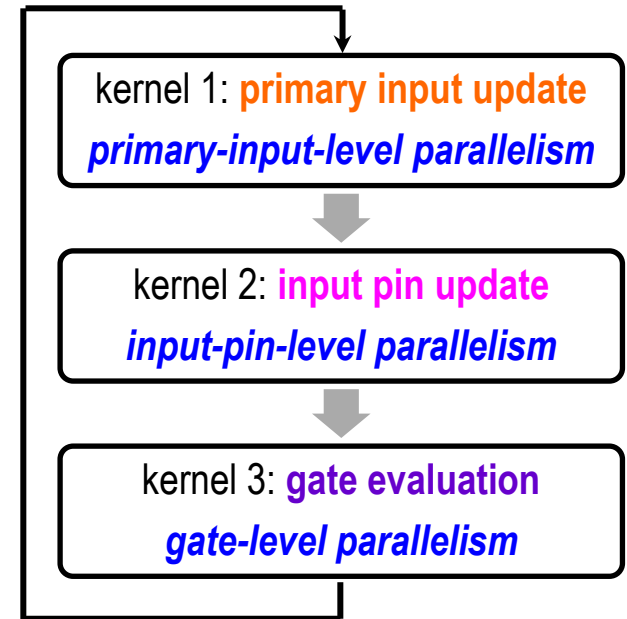 kernel 1: primary input update
primary-input-level parallelism
kernel 2: input pin update
input-pin-level parallelism
kernel 3: gate evaluation
gate-level parallelism